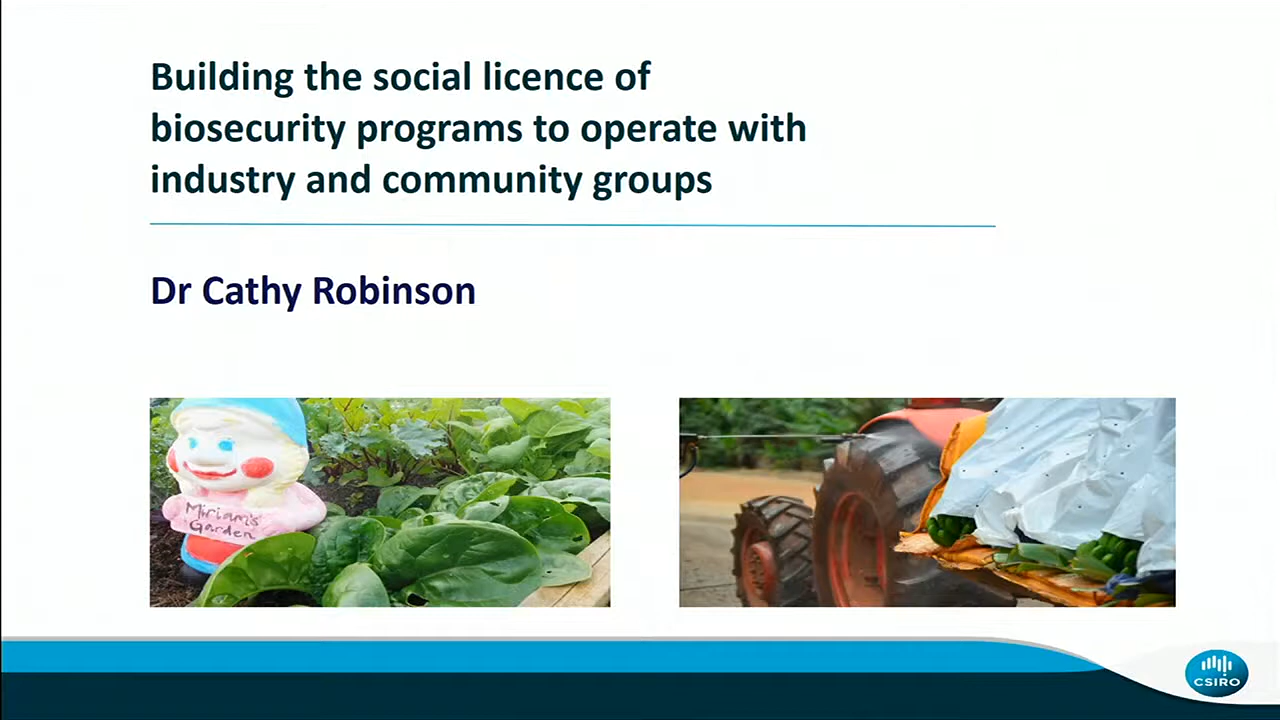 Building the social licence of
biosecurity programs to operate with
industry and community groups
Dr Cathy Robinson
Miriam's
Garden
CSIRO